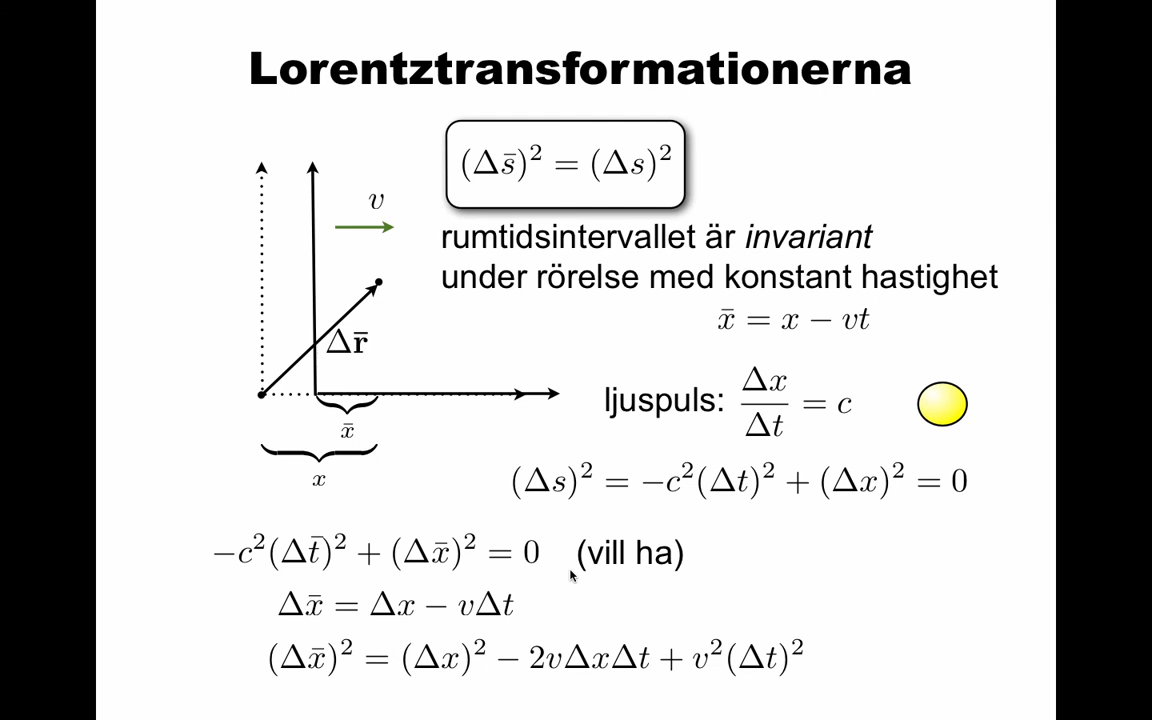 Lorentztransformationerna
(Δs̄)² = (Δs)²
v
rumtidsintervallet är invariant
under rörelse med konstant hastighet
x̄ = x − vt
Δr̄
ljuspuls: Δx/Δt = c
x̄
x
(Δs)² = −c²(Δt)² + (Δx)² = 0
−c²(Δt̄)² + (Δx̄)² = 0 (vill ha)
Δx̄ = Δx − vΔt
(Δx̄)² = (Δx)² − 2vΔxΔt + v²(Δt)²